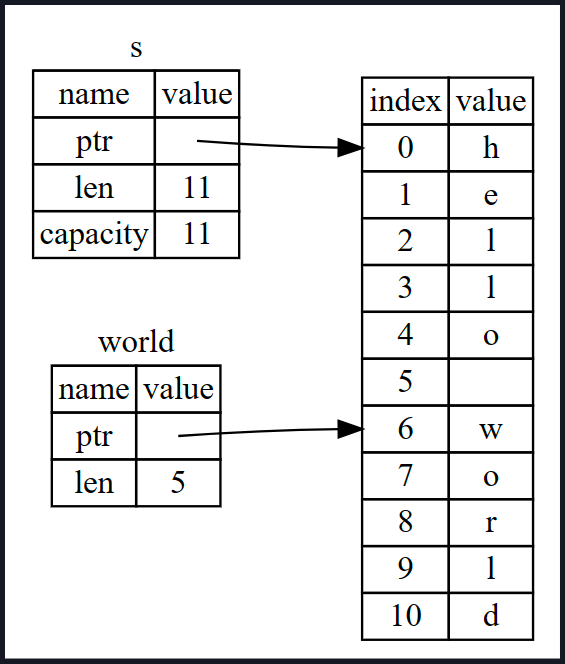 s
name value
ptr
len 11
capacity 11
world
name value
ptr
len 5
index value
0 h
1 e
2 l
3 l
4 o
5
6 w
7 o
8 r
9 l
10 d